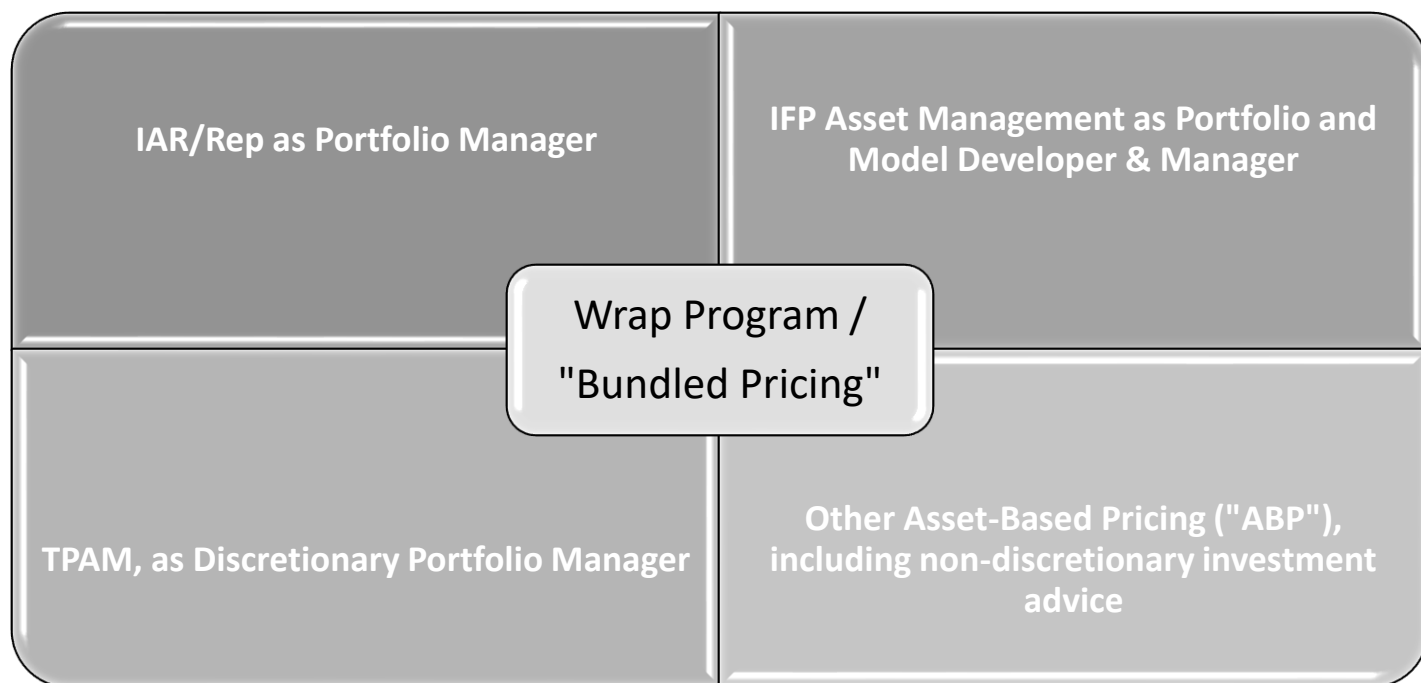 IAR/Rep as Portfolio Manager
IFP Asset Management as Portfolio and
Model Developer & Manager
Wrap Program /
"Bundled Pricing"
TPAM, as Discretionary Portfolio Manager
Other Asset-Based Pricing ("ABP"),
including non-discretionary investment
advice